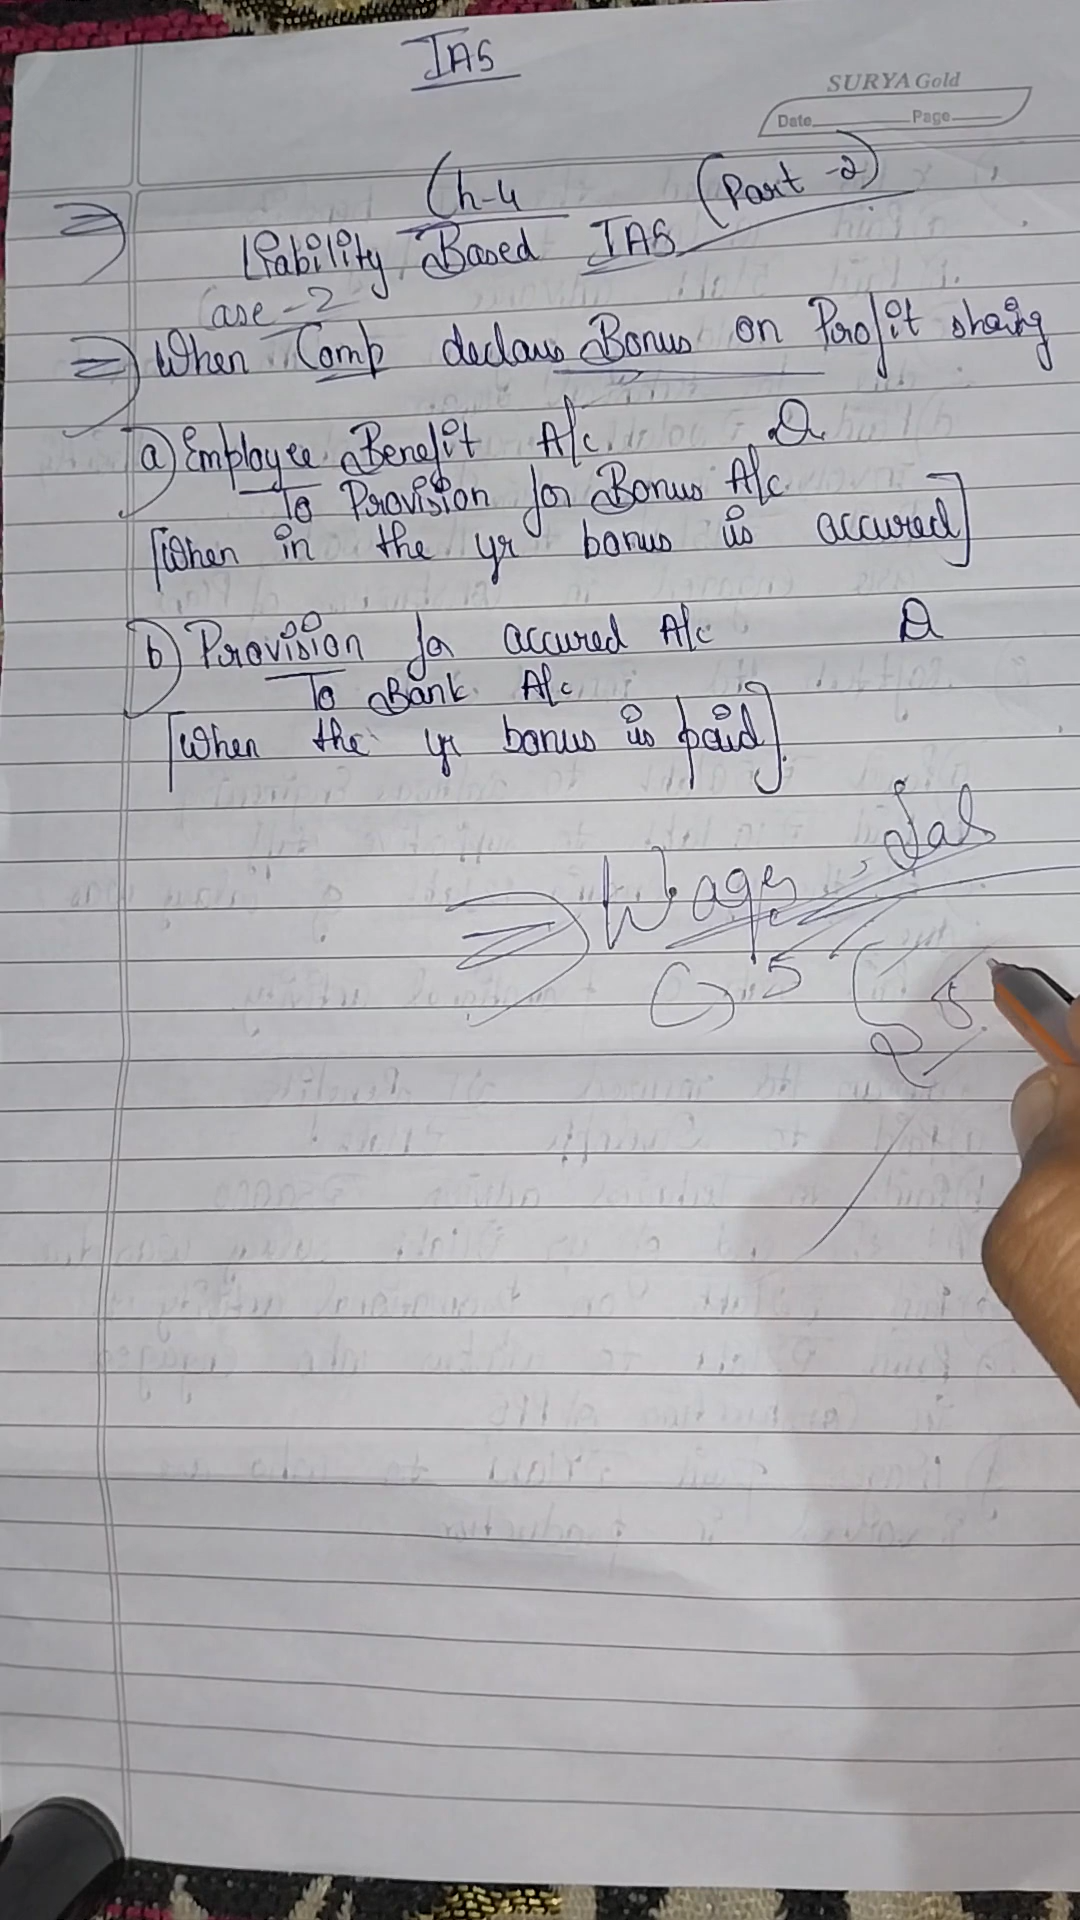 IAS
SURYA Gold
Date Page
Ch-4 (Part -2)
Liability Based IAS
Case -2
When Comp declares Bonus on Profit sharing
a) Employee Benefit A/c. Dr
To Provision for Bonus A/c
[When in the yr bonus is accured]
b) Provision for accured A/c Dr
To Bank A/c
[When the yr bonus is paid]
Wages, Sal
5